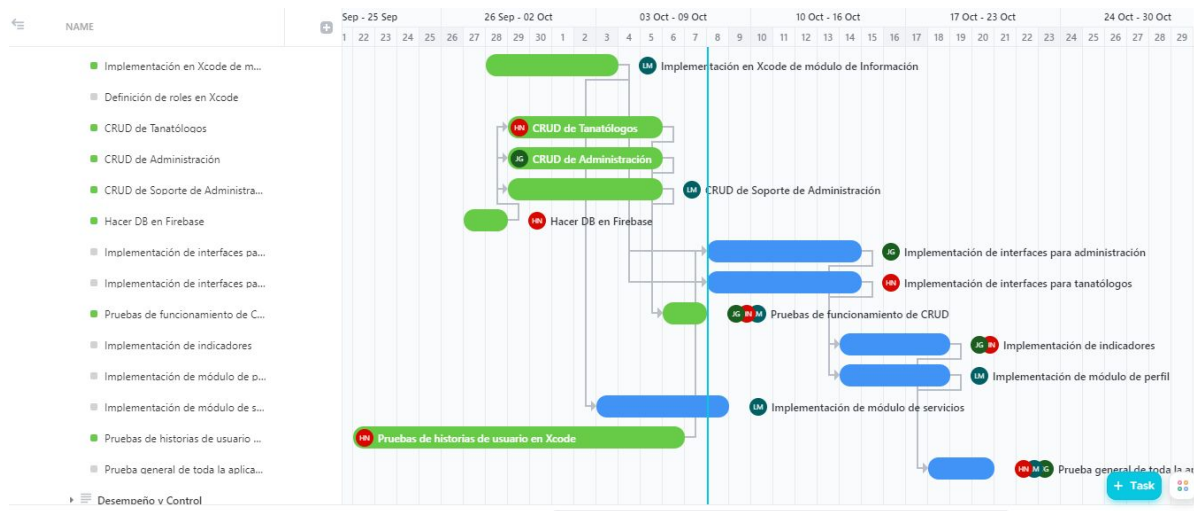 NAME
Sep - 25 Sep 26 Sep - 02 Oct 03 Oct - 09 Oct 10 Oct - 16 Oct 17 Oct - 23 Oct 24 Oct - 30 Oct
1 22 23 24 25 26 27 28 29 30 1 2 3 4 5 6 7 8 9 10 11 12 13 14 15 16 17 18 19 20 21 22 23 24 25 26 27 28 29
Implementación en Xcode de m... LM Implementación en Xcode de módulo de Información
Definición de roles en Xcode
CRUD de Tanatólogos HN CRUD de Tanatólogos
CRUD de Administración JG CRUD de Administración
CRUD de Soporte de Administra... LM CRUD de Soporte de Administración
Hacer DB en Firebase HN Hacer DB en Firebase
Implementación de interfaces pa... JG Implementación de interfaces para administración
Implementación de interfaces pa... HN Implementación de interfaces para tanatólogos
Pruebas de funcionamiento de C... JG IN M Pruebas de funcionamiento de CRUD
Implementación de indicadores JG IN Implementación de indicadores
Implementación de módulo de p... LM Implementación de módulo de perfil
Implementación de módulo de s... LM Implementación de módulo de servicios
Pruebas de historias de usuario ... HN Pruebas de historias de usuario en Xcode
Prueba general de toda la aplica... HN M G Prueba general de toda la
+ Task
Desempeño y Control